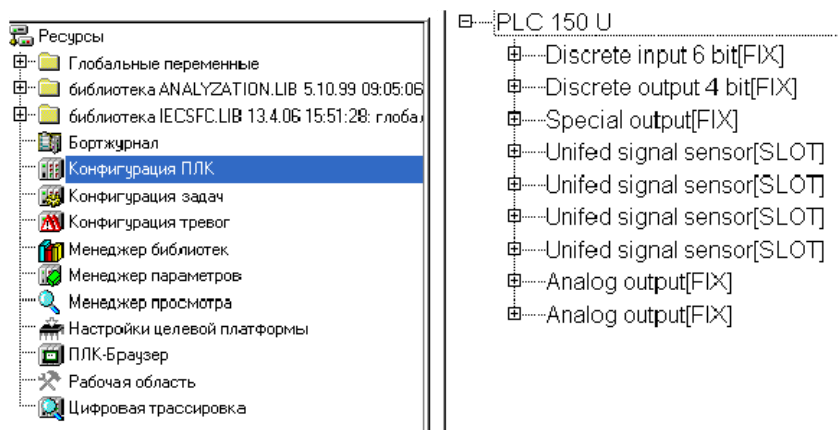 Ресурсы
Глобальные переменные
библиотека ANALYZATION.LIB 5.10.99 09:05:06
библиотека IECSFC.LIB 13.4.06 15:51:28: глобал
Бортжурнал
Конфигурация ПЛК
Конфигурация задач
Конфигурация тревог
Менеджер библиотек
Менеджер параметров
Менеджер просмотра
Настройки целевой платформы
ПЛК-Браузер
Рабочая область
Цифровая трассировка
PLC 150 U
Discrete input 6 bit[FIX]
Discrete output 4 bit[FIX]
Special output[FIX]
Unifed signal sensor[SLOT]
Unifed signal sensor[SLOT]
Unifed signal sensor[SLOT]
Unifed signal sensor[SLOT]
Analog output[FIX]
Analog output[FIX]